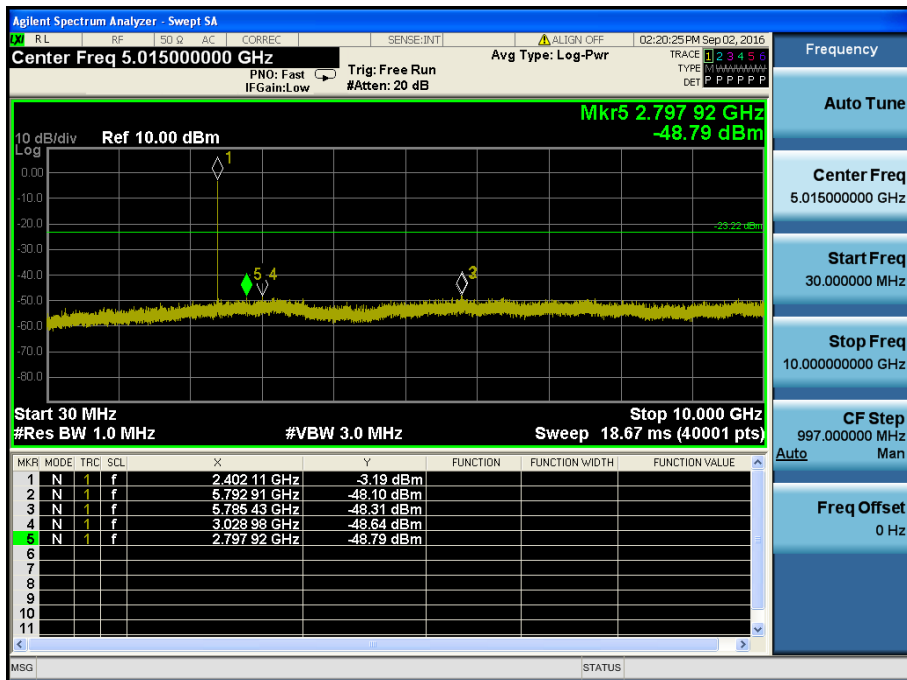 Agilent Spectrum Analyzer - Swept SA
LXI RL RF 50 Ω AC CORREC SENSE:INT ALIGN OFF 02:20:25 PM Sep 02, 2016
Center Freq 5.015000000 GHz
PNO: Fast
IFGain:Low
Trig: Free Run
#Atten: 20 dB
Avg Type: Log-Pwr
TRACE 1 2 3 4 5 6
TYPE M W W W W W
DET P P P P P P
Mkr5 2.797 92 GHz
-48.79 dBm
10 dB/div Ref 10.00 dBm
Log
0.00
-10.0
-20.0
-30.0
-40.0
-50.0
-60.0
-70.0
-80.0
1
-23.22 dBm
5 4
3
Start 30 MHz Stop 10.000 GHz
#Res BW 1.0 MHz #VBW 3.0 MHz Sweep 18.67 ms (40001 pts)
MKR MODE TRC SCL X Y FUNCTION FUNCTION WIDTH FUNCTION VALUE
1 N 1 f 2.402 11 GHz -3.19 dBm
2 N 1 f 5.792 91 GHz -48.10 dBm
3 N 1 f 5.785 43 GHz -48.31 dBm
4 N 1 f 3.028 98 GHz -48.64 dBm
5 N 1 f 2.797 92 GHz -48.79 dBm
6
7
8
9
10
11
MSG STATUS
Frequency
Auto Tune
Center Freq
5.015000000 GHz
Start Freq
30.000000 MHz
Stop Freq
10.000000000 GHz
CF Step
997.000000 MHz
Auto Man
Freq Offset
0 Hz